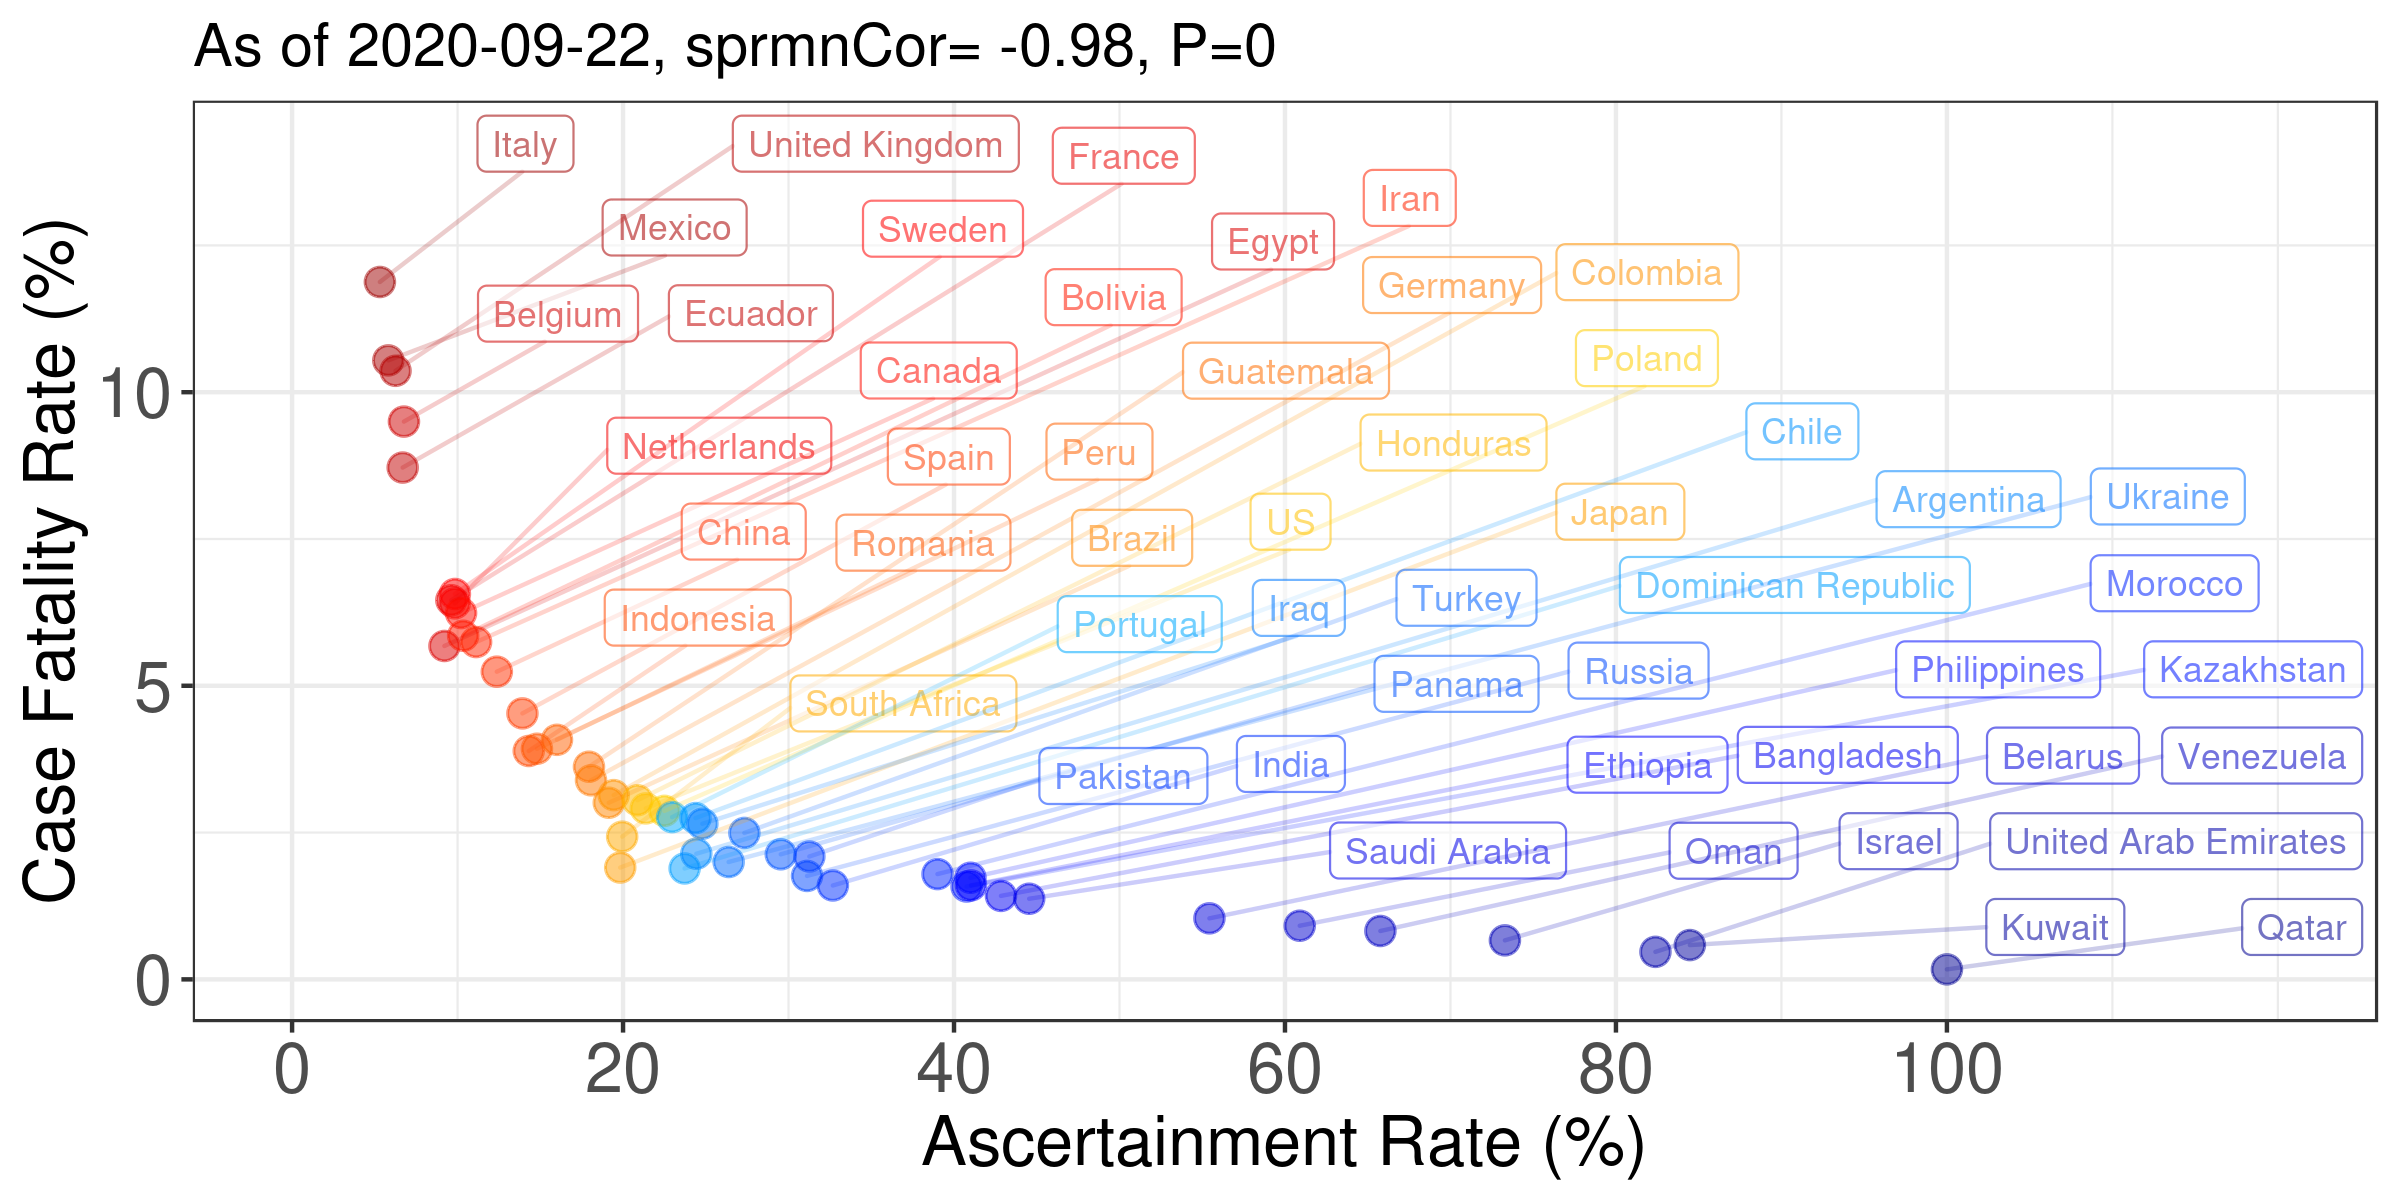 As of 2020-09-22, sprmnCor= -0.98, P=0
Italy
United Kingdom
France
Iran
Mexico
Sweden
Egypt
Colombia
Germany
Belgium
Ecuador
Bolivia
Poland
Canada
Guatemala
Chile
Netherlands
Spain
Peru
Honduras
Argentina
Ukraine
China
Romania
Brazil
US
Japan
Dominican Republic
Morocco
Indonesia
Portugal
Iraq
Turkey
Philippines
Kazakhstan
South Africa
Panama
Russia
Pakistan
India
Ethiopia
Bangladesh
Belarus
Venezuela
Saudi Arabia
Oman
Israel
United Arab Emirates
Kuwait
Qatar
Case Fatality Rate (%)
10
5
0
0 20 40 60 80 100
Ascertainment Rate (%)